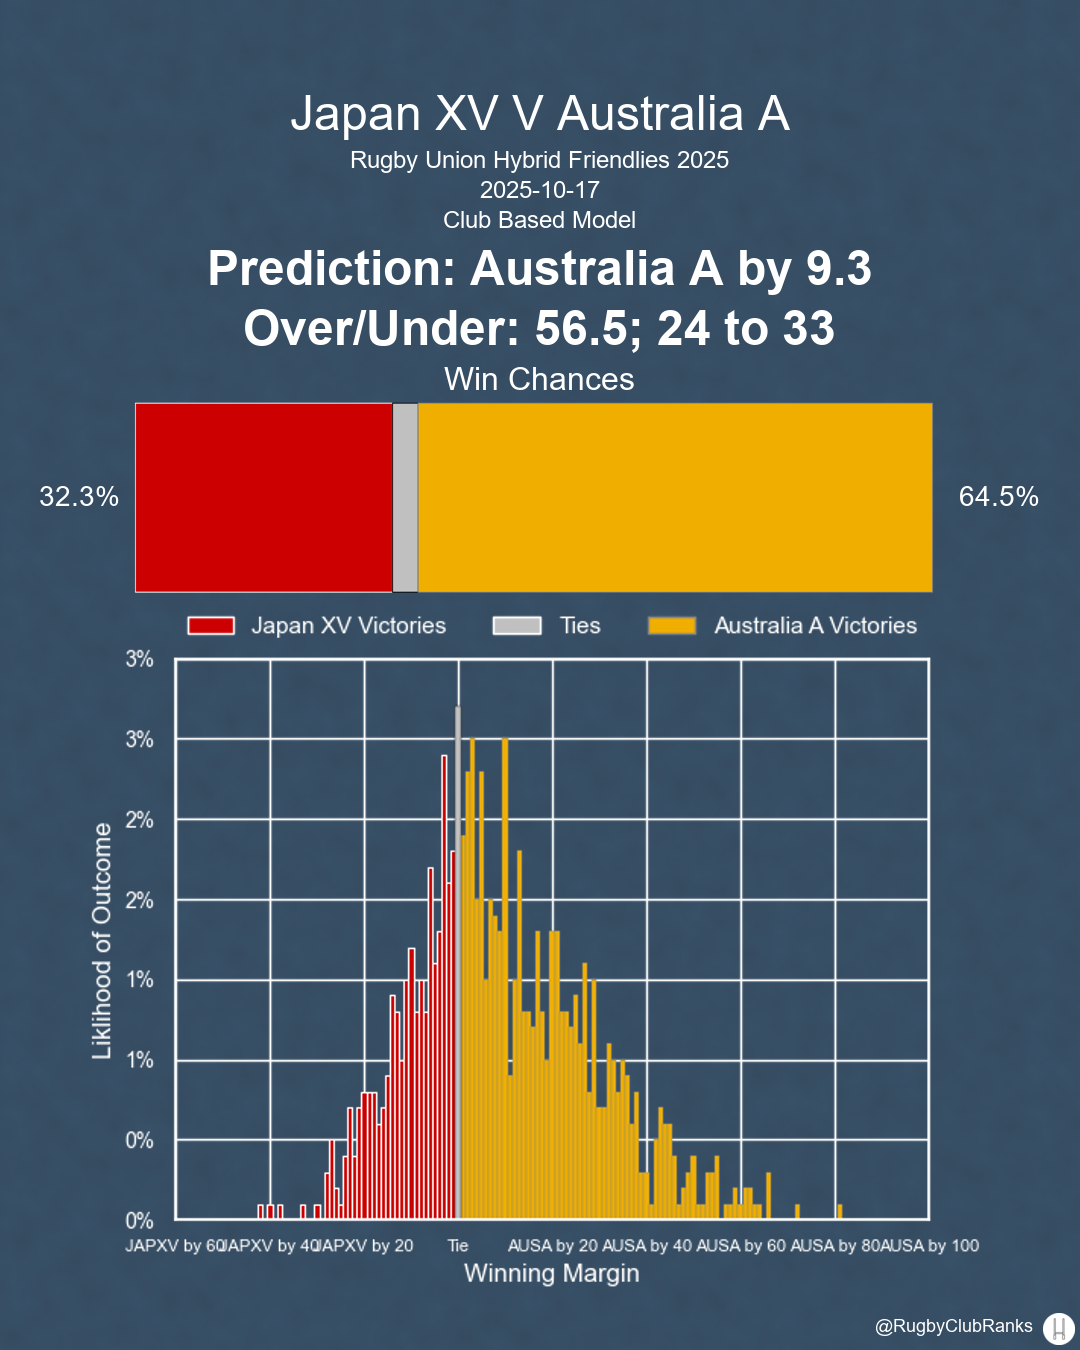 Japan XV V Australia A
Rugby Union Hybrid Friendlies 2025
2025-10-17
Club Based Model
Prediction: Australia A by 9.3
Over/Under: 56.5; 24 to 33
Win Chances
32.3%
64.5%
Japan XV Victories
Ties
Australia A Victories
3%
3%
2%
2%
1%
1%
0%
0%
Liklihood of Outcome
JAPXV by 60 JAPXV by 40 JAPXV by 20 Tie AUSA by 20 AUSA by 40 AUSA by 60 AUSA by 80 AUSA by 100
Winning Margin
@RugbyClubRanks